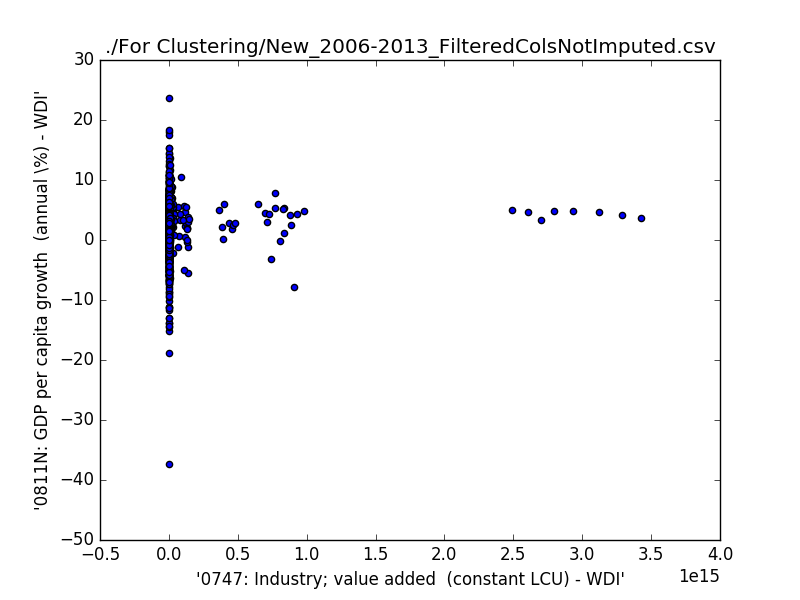 ./For Clustering/New_2006-2013_FilteredColsNotImputed.csv
30
20
10
0
−10
−20
−30
−40
−50
'0811N: GDP per capita growth  (annual \%) - WDI'
−0.5 0.0 0.5 1.0 1.5 2.0 2.5 3.0 3.5 4.0
1e15
'0747: Industry; value added  (constant LCU) - WDI'